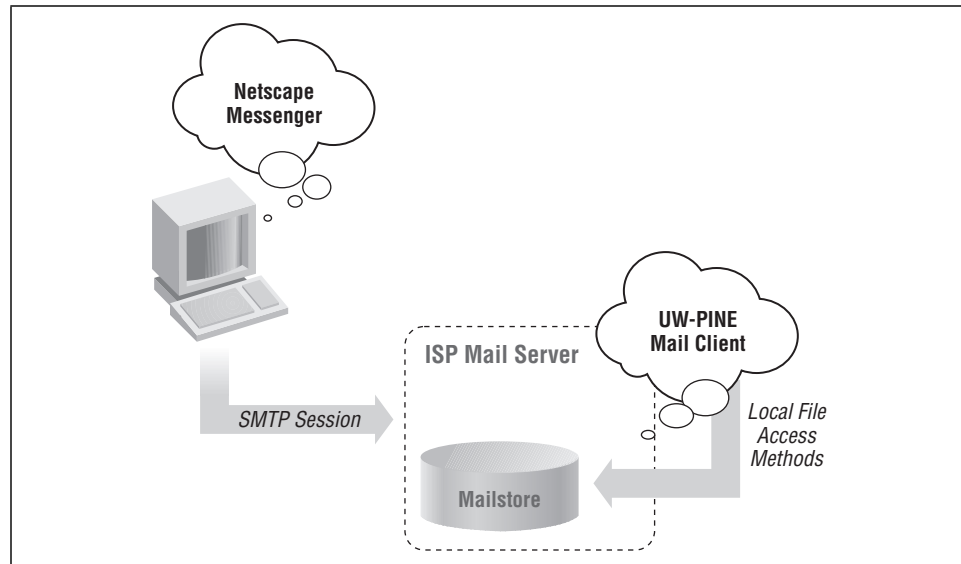 Netscape
Messenger
UW-PINE
Mail Client
ISP Mail Server
SMTP Session
Local File
Access
Methods
Mailstore